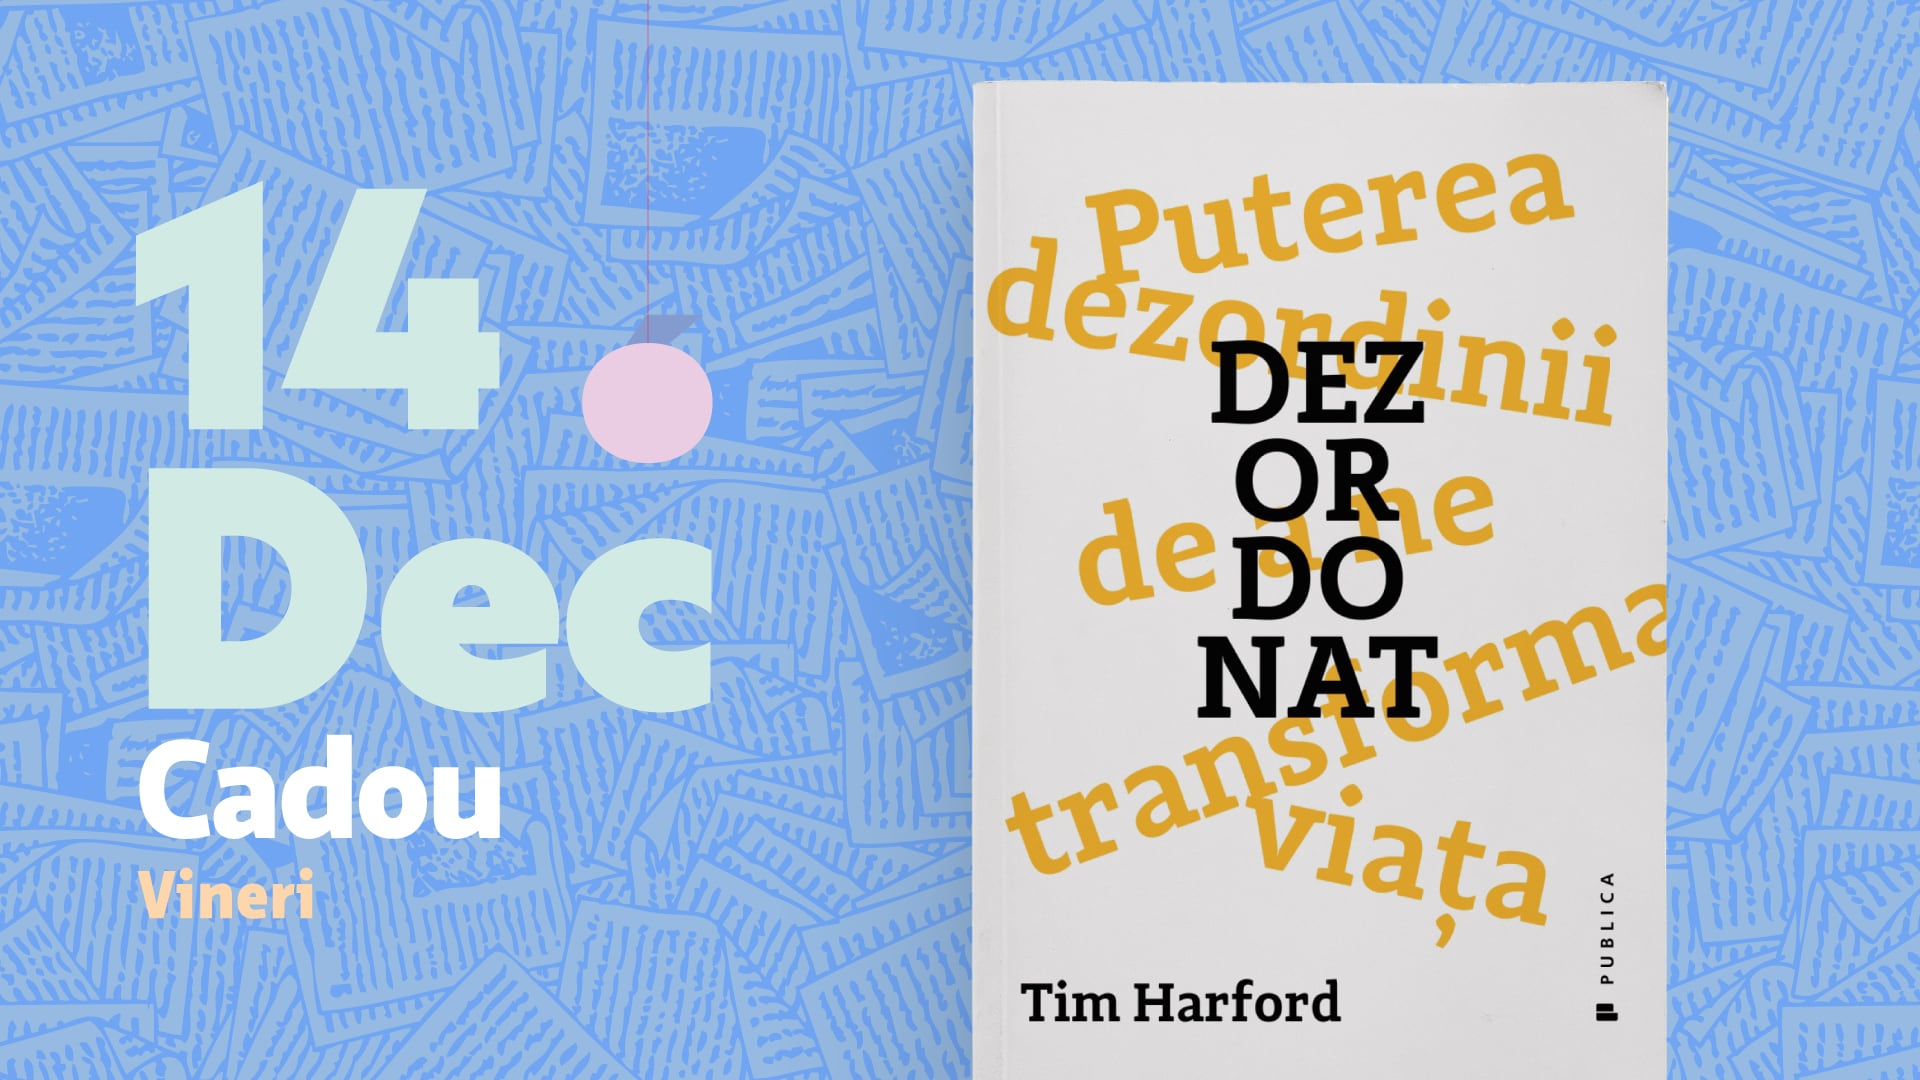 14
Dec
Cadou
Vineri
Puterea
dezordinii
de a ne
transforma
viața
DEZ
OR
DO
NAT
Tim Harford
PUBLICA